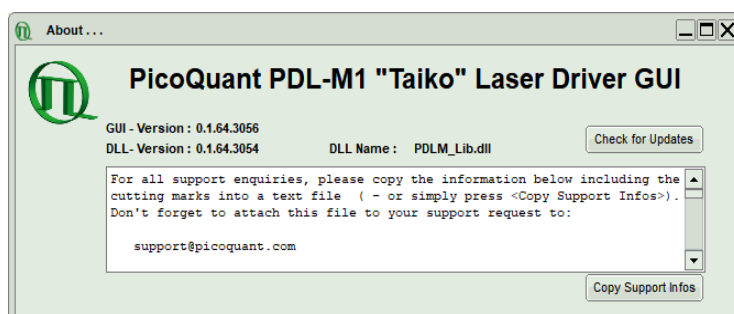 About . . .
PicoQuant PDL-M1 "Taiko" Laser Driver GUI
GUI - Version : 0.1.64.3056
DLL- Version : 0.1.64.3054 DLL Name : PDLM_Lib.dll
Check for Updates
For all support enquiries, please copy the information below including the
cutting marks into a text file ( - or simply press <Copy Support Infos>).
Don't forget to attach this file to your support request to:
support@picoquant.com
Copy Support Infos